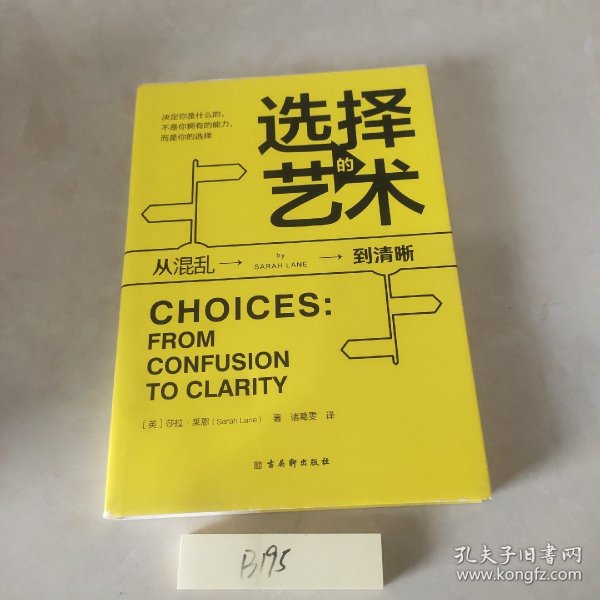 决定你是什么的，
不是你拥有的能力，
而是你的选择
选择
的
艺术
从混乱 → by → 到清晰
SARAH LANE
CHOICES:
FROM
CONFUSION
TO CLARITY
［英］莎拉·莱恩（Sarah Lane） 著 诸葛雯 译
古吴轩出版社
B195
孔夫子旧书网
www.kongfz.com